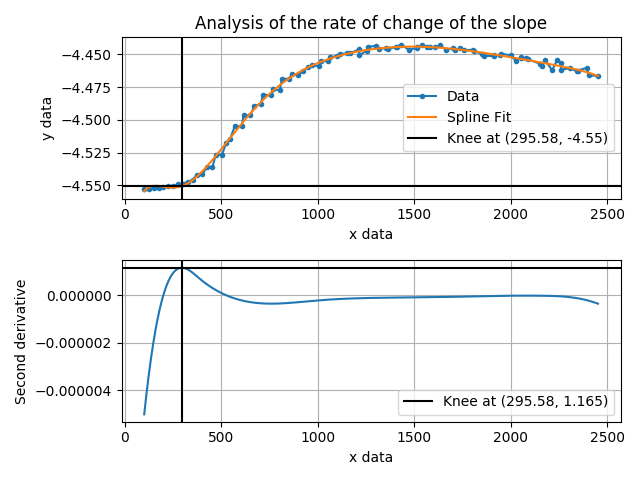 Analysis of the rate of change of the slope
−4.450
−4.475
−4.500
−4.525
−4.550
y data
Data
Spline Fit
Knee at (295.58, -4.55)
0 500 1000 1500 2000 2500
x data
0.000000
−0.000002
−0.000004
Second derivative
Knee at (295.58, 1.165)
0 500 1000 1500 2000 2500
x data